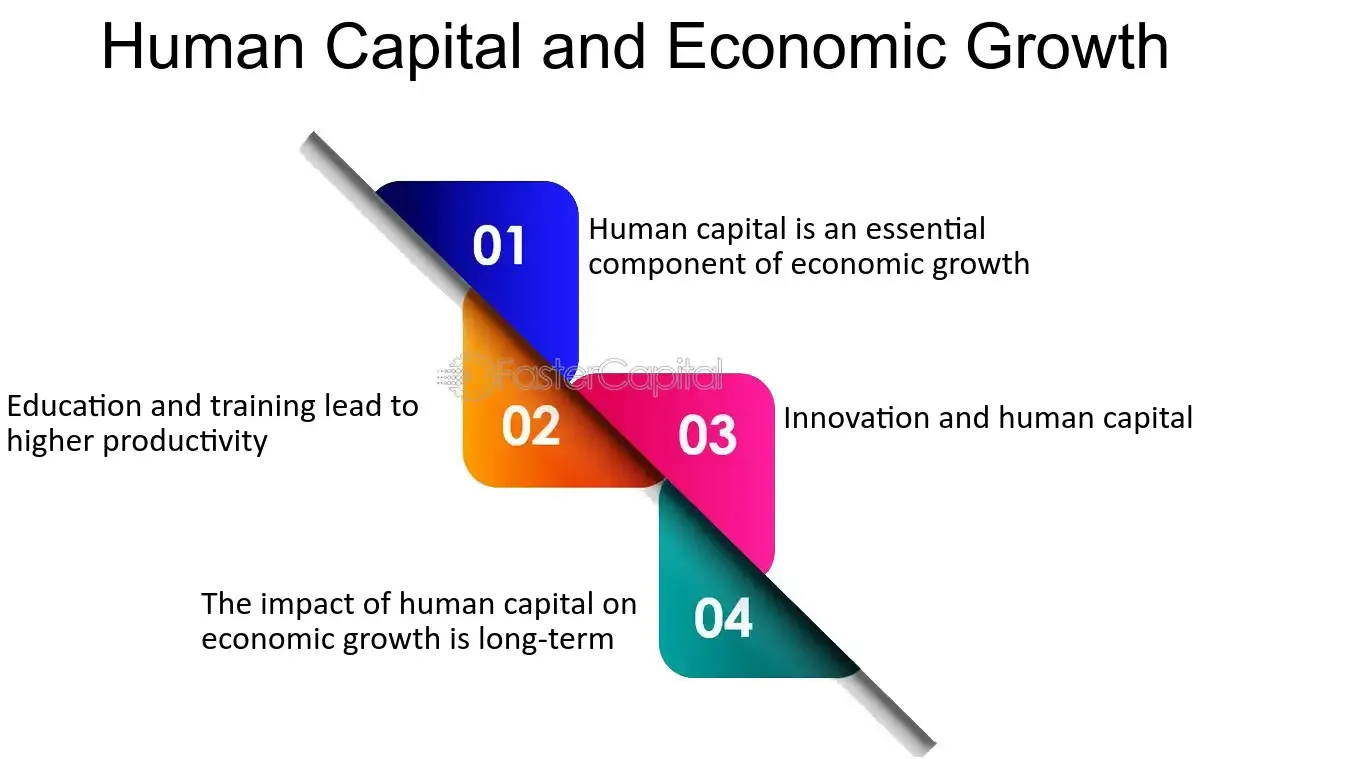 Human Capital and Economic Growth
01
Human capital is an essential
component of economic growth
FasterCapital
Education and training lead to
higher productivity
02
03
Innovation and human capital
The impact of human capital on
economic growth is long-term
04